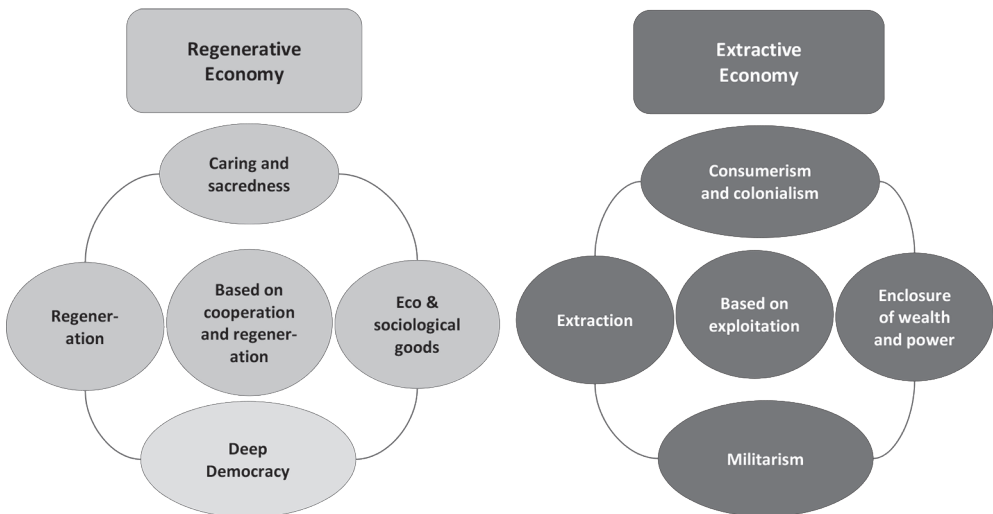 Regenerative
Economy
Caring and
sacredness
Regener-
ation
Based on
cooperation
and regener-
ation
Eco &
sociological
goods
Deep
Democracy
Extractive
Economy
Consumerism
and colonialism
Extraction
Based on
exploitation
Enclosure
of wealth
and power
Militarism